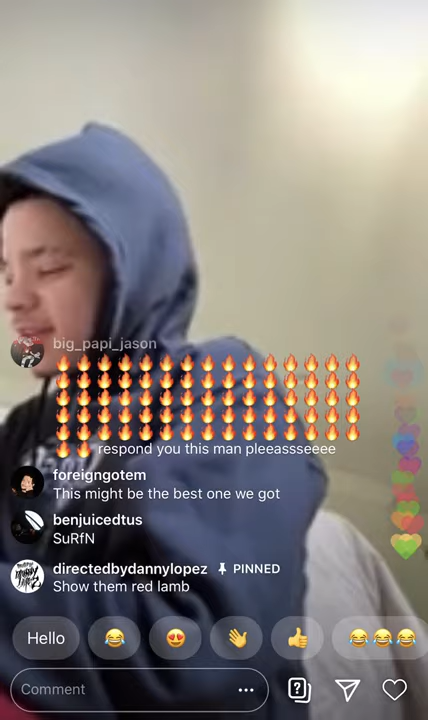 big_papi_jason
🔥🔥🔥🔥🔥🔥🔥🔥🔥🔥🔥🔥🔥🔥🔥
🔥🔥🔥🔥🔥🔥🔥🔥🔥🔥🔥🔥🔥🔥🔥
🔥🔥🔥🔥🔥🔥🔥🔥🔥🔥🔥🔥🔥🔥🔥
🔥🔥🔥🔥🔥🔥🔥🔥🔥🔥🔥🔥🔥🔥🔥
🔥🔥🔥🔥🔥🔥🔥🔥🔥🔥🔥🔥🔥🔥🔥
🔥🔥 respond you this man pleeassseeee
foreigngotem
This might be the best one we got
benjuicedtus
SuRfN
directedbydannylopez PINNED
Show them red lamb
Hello 😂 😍 👋 👍 😂😂😂
Comment ...